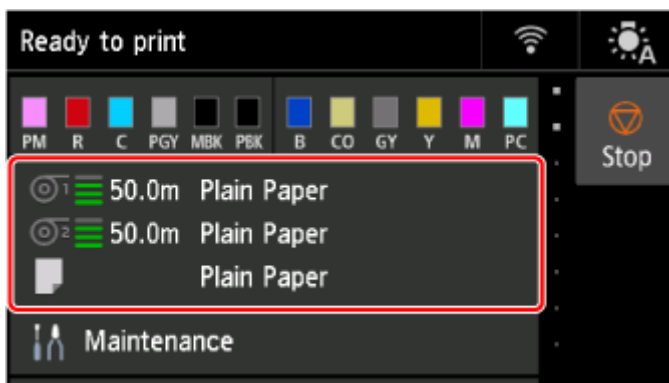 Ready to print
A
PM R C PGY MBK PBK B CO GY Y M PC
Stop
1 50.0m Plain Paper
2 50.0m Plain Paper
Plain Paper
Maintenance